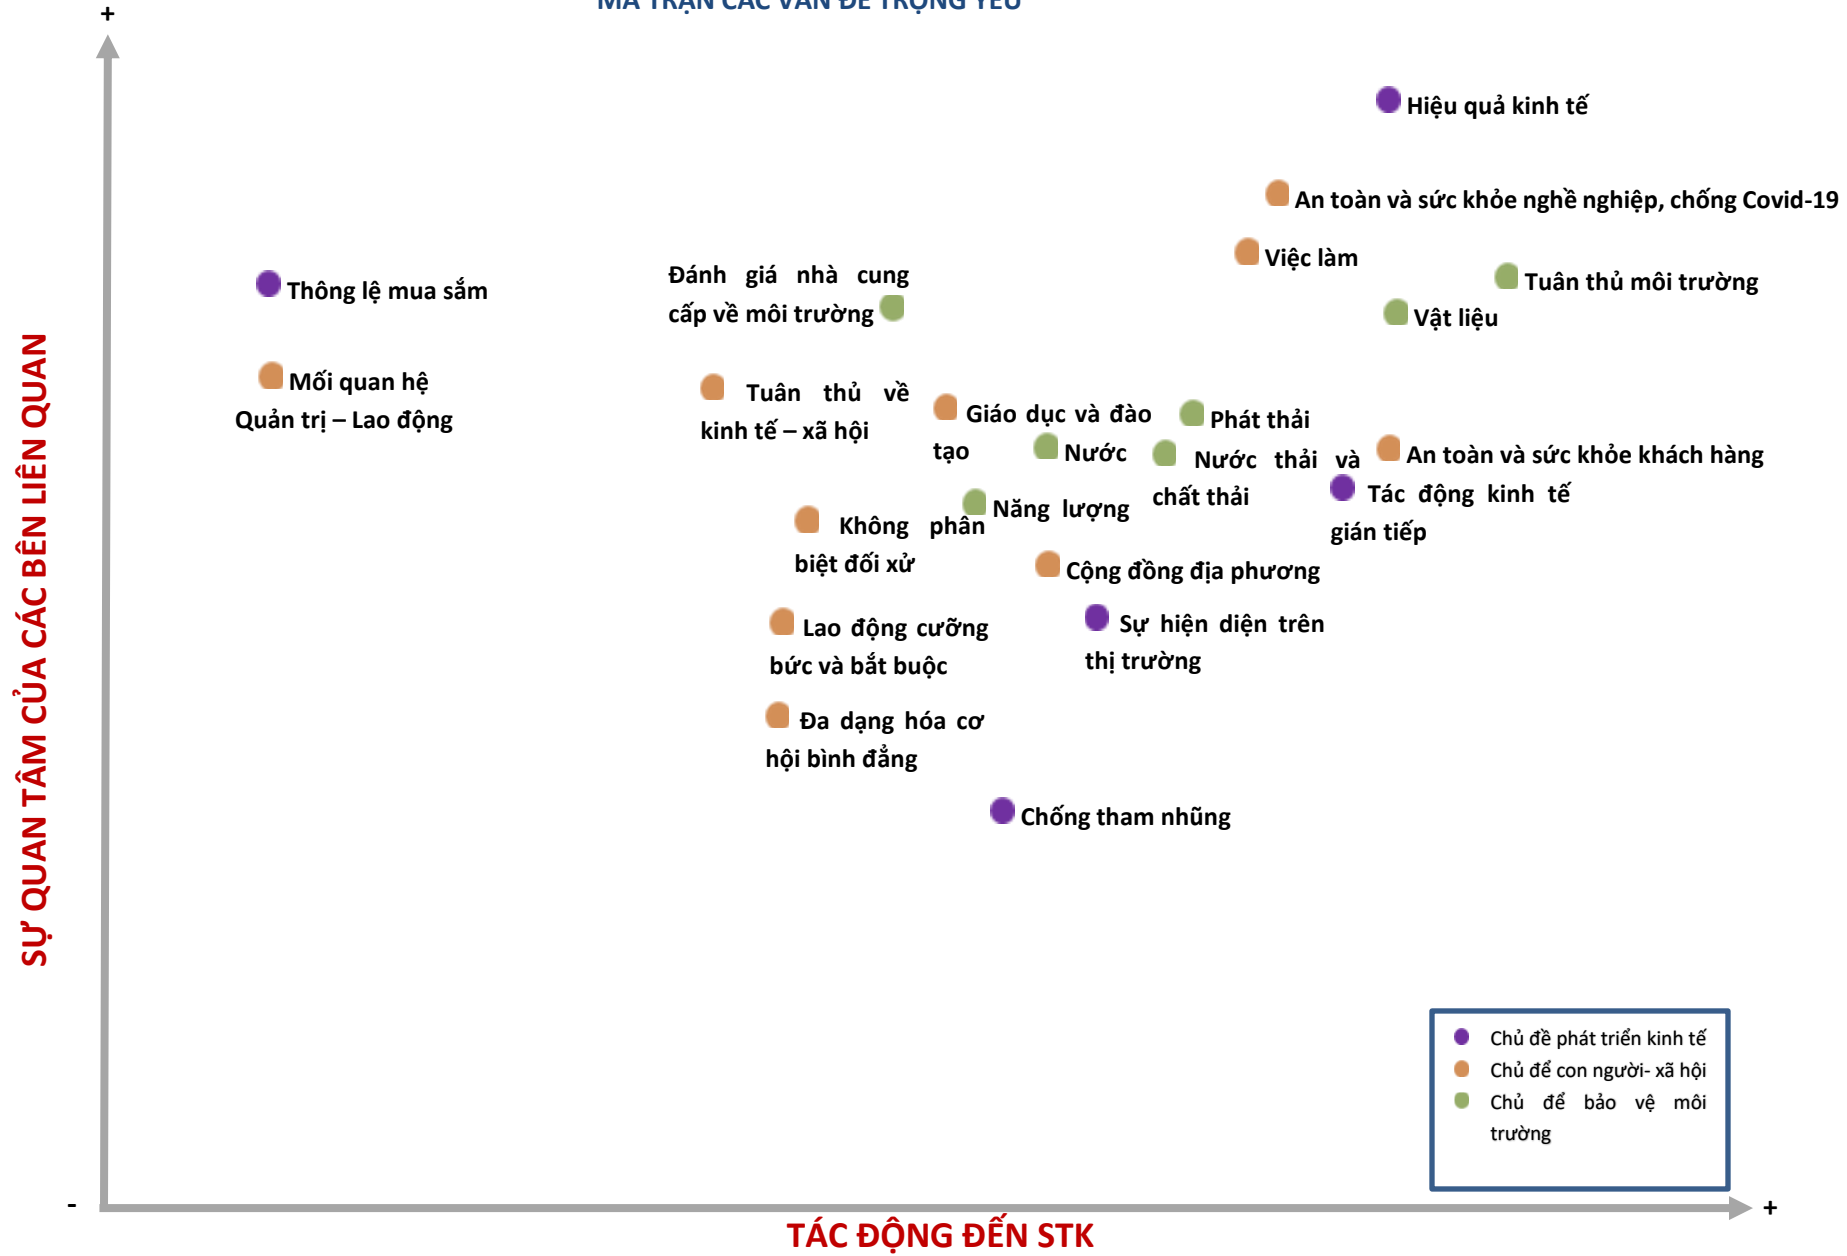 MA TRẬN CÁC VẤN ĐỀ TRỌNG YẾU
+
Hiệu quả kinh tế
An toàn và sức khỏe nghề nghiệp, chống Covid-19
Việc làm
Tuân thủ môi trường
Vật liệu
Thông lệ mua sắm
Đánh giá nhà cung
cấp về môi trường
Mối quan hệ
Quản trị – Lao động
Tuân thủ về
kinh tế – xã hội
Giáo dục và đào
tạo
Phát thải
Nước
Nước thải và
chất thải
An toàn và sức khỏe khách hàng
Tác động kinh tế
gián tiếp
Năng lượng
Không phân
biệt đối xử
Cộng đồng địa phương
Lao động cưỡng
bức và bắt buộc
Sự hiện diện trên
thị trường
Đa dạng hóa cơ
hội bình đẳng
Chống tham nhũng
SỰ QUAN TÂM CỦA CÁC BÊN LIÊN QUAN
Chủ đề phát triển kinh tế
Chủ để con người- xã hội
Chủ để bảo vệ môi
trường
-
+
TÁC ĐỘNG ĐẾN STK